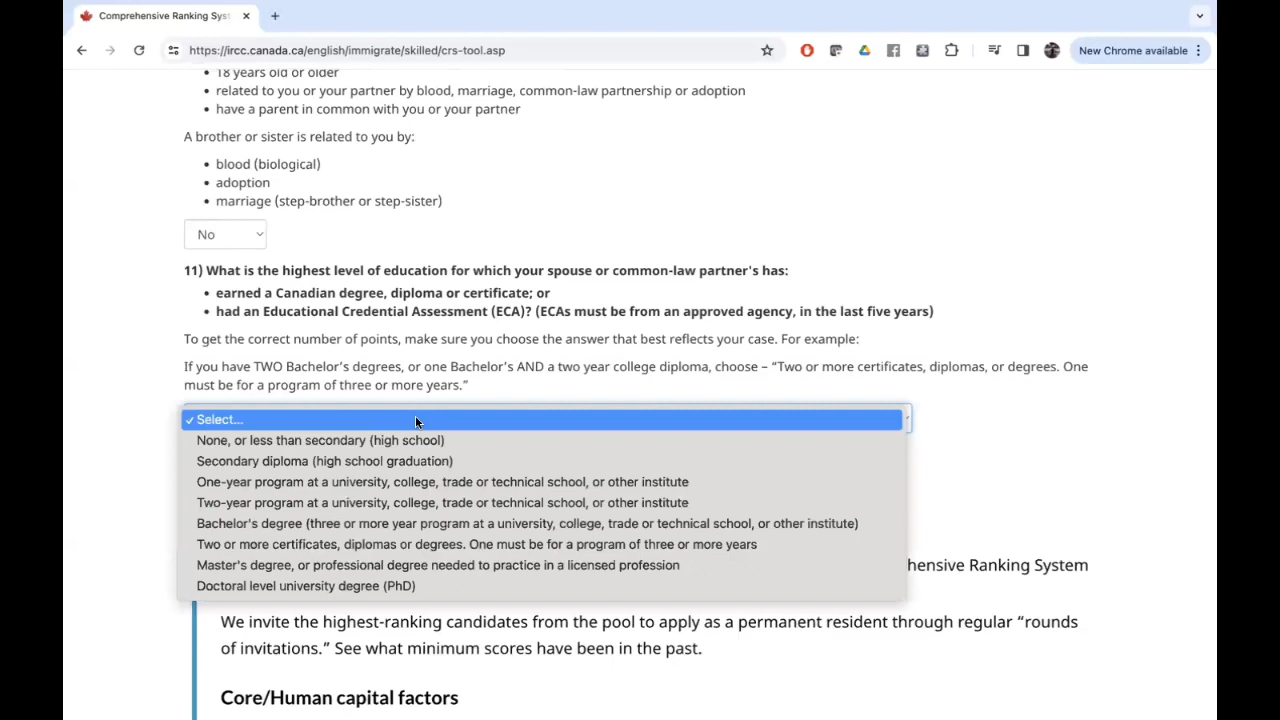 Comprehensive Ranking Syst
https://ircc.canada.ca/english/immigrate/skilled/crs-tool.asp
New Chrome available
18 years old or older
related to you or your partner by blood, marriage, common-law partnership or adoption
have a parent in common with you or your partner
A brother or sister is related to you by:
blood (biological)
adoption
marriage (step-brother or step-sister)
No
11) What is the highest level of education for which your spouse or common-law partner's has:
earned a Canadian degree, diploma or certificate; or
had an Educational Credential Assessment (ECA)? (ECAs must be from an approved agency, in the last five years)
To get the correct number of points, make sure you choose the answer that best reflects your case. For example:
If you have TWO Bachelor's degrees, or one Bachelor's AND a two year college diploma, choose – “Two or more certificates, diplomas, or degrees. One
must be for a program of three or more years.”
✓ Select...
None, or less than secondary (high school)
Secondary diploma (high school graduation)
One-year program at a university, college, trade or technical school, or other institute
Two-year program at a university, college, trade or technical school, or other institute
Bachelor's degree (three or more year program at a university, college, trade or technical school, or other institute)
Two or more certificates, diplomas or degrees. One must be for a program of three or more years
Master's degree, or professional degree needed to practice in a licensed profession
hensive Ranking System
Doctoral level university degree (PhD)
We invite the highest-ranking candidates from the pool to apply as a permanent resident through regular “rounds
of invitations.” See what minimum scores have been in the past.
Core/Human capital factors